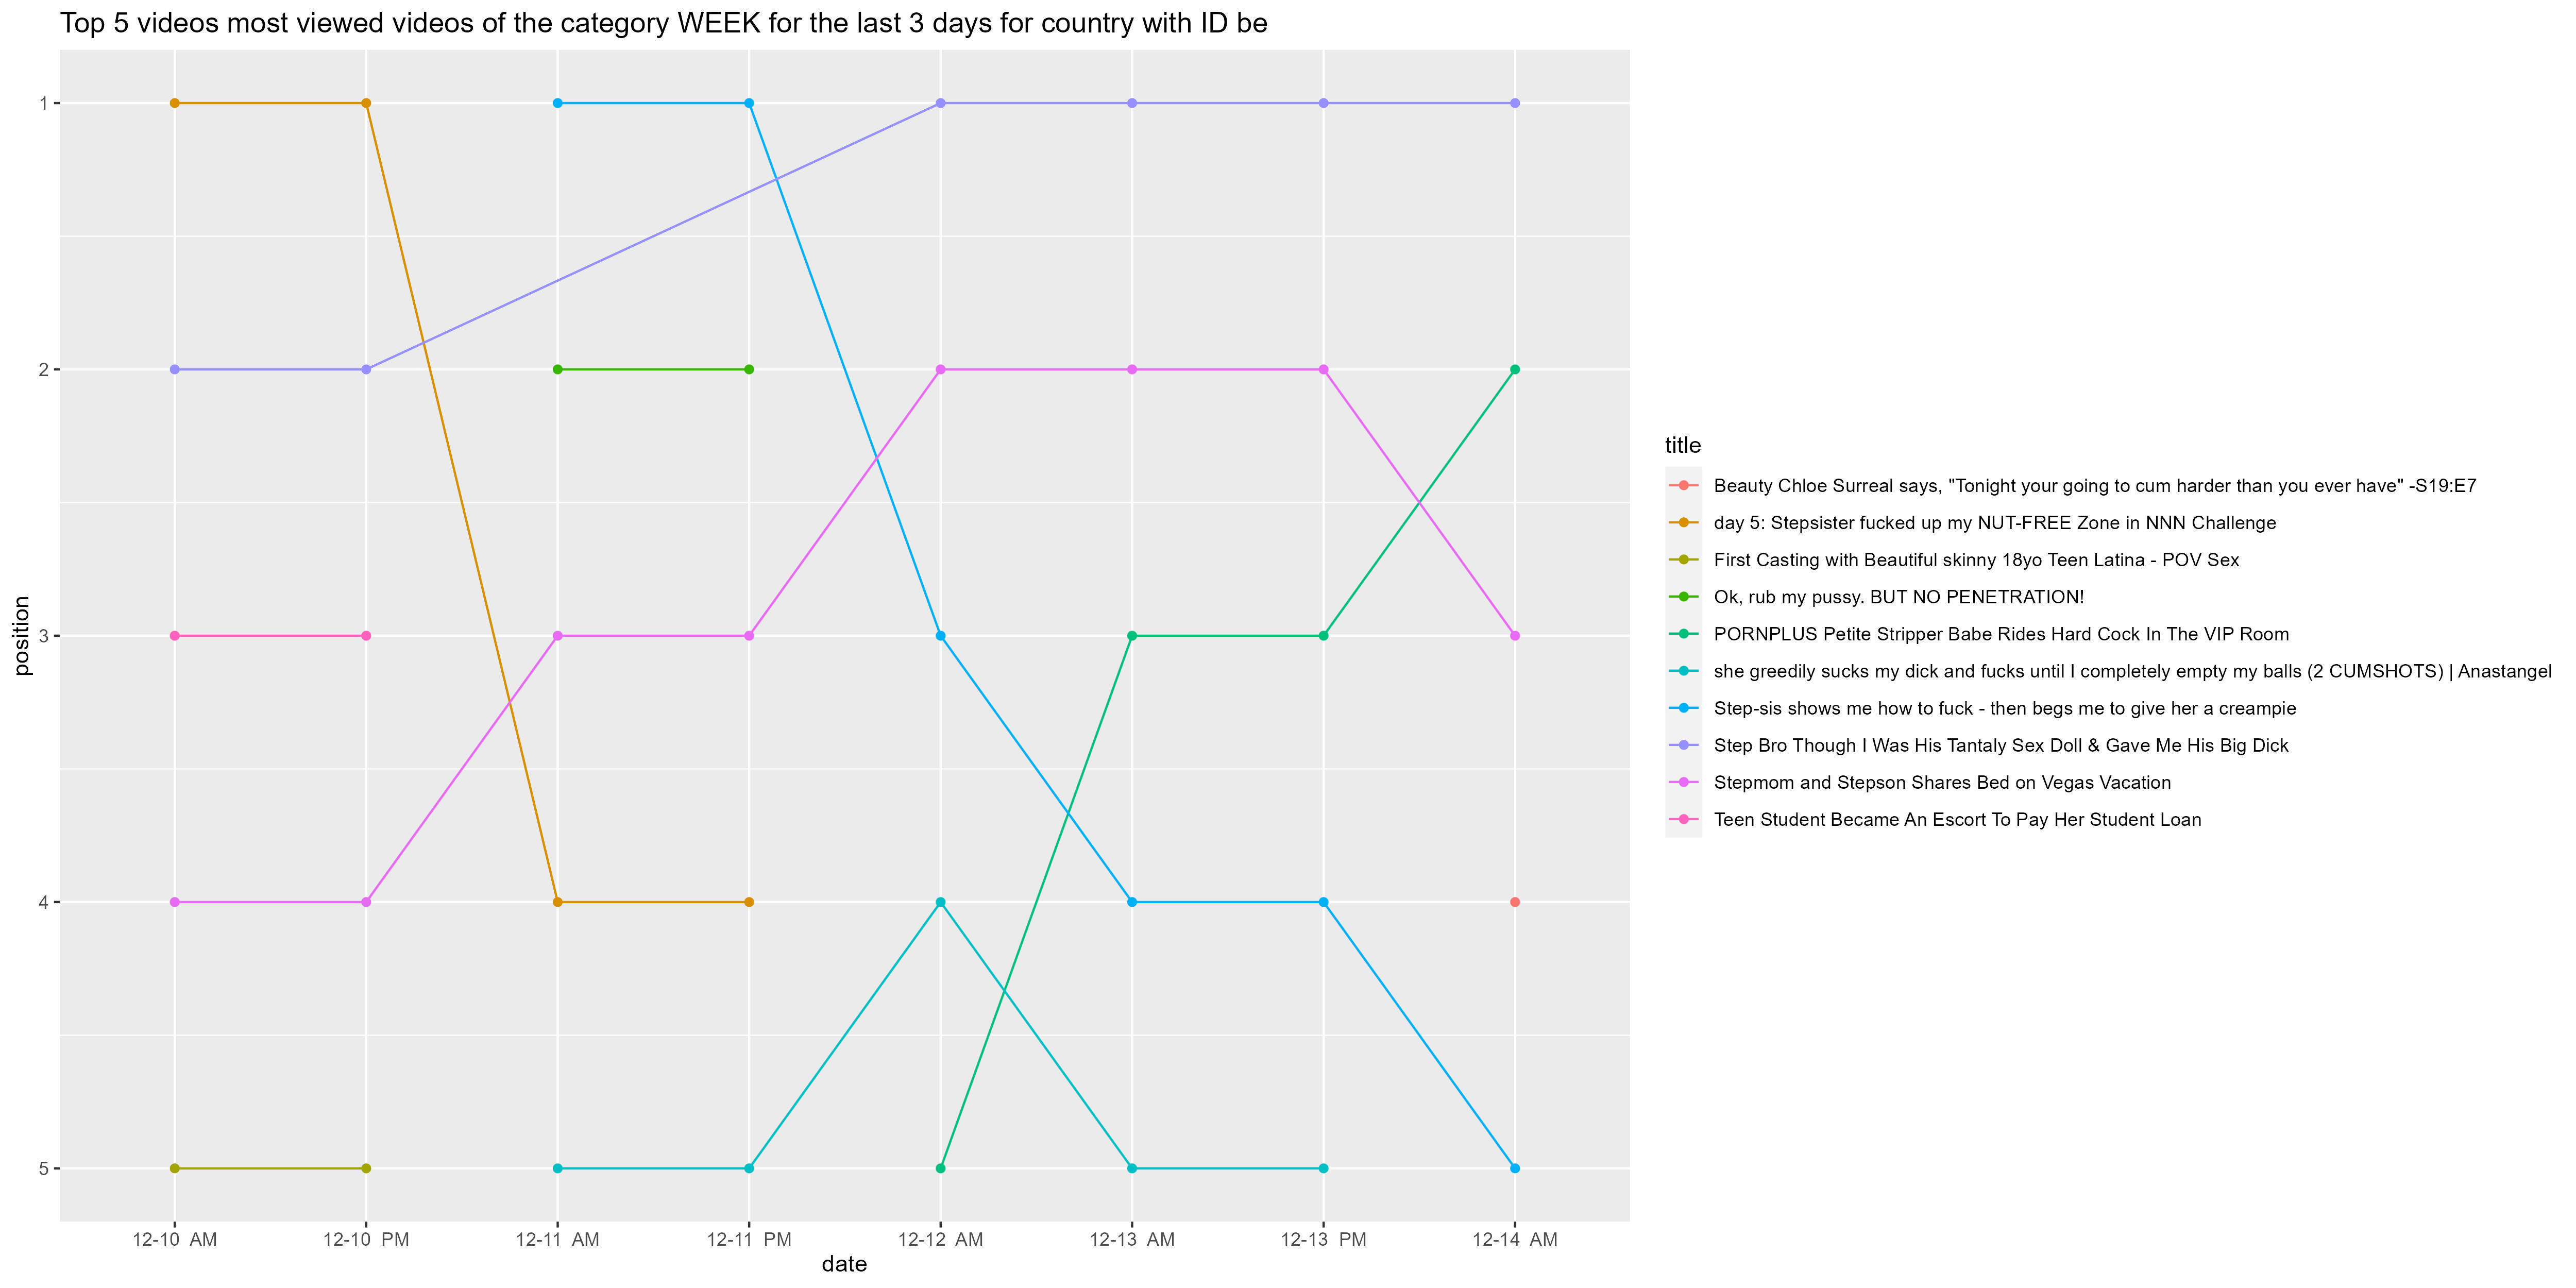 Top 5 videos most viewed videos of the category WEEK for the last 3 days for country with ID be
position
1
2
3
4
5
12-10 AM
12-10 PM
12-11 AM
12-11 PM
12-12 AM
12-13 AM
12-13 PM
12-14 AM
date
title
Beauty Chloe Surreal says, "Tonight your going to cum harder than you ever have" -S19:E7
day 5: Stepsister fucked up my NUT-FREE Zone in NNN Challenge
First Casting with Beautiful skinny 18yo Teen Latina - POV Sex
Ok, rub my pussy. BUT NO PENETRATION!
PORNPLUS Petite Stripper Babe Rides Hard Cock In The VIP Room
she greedily sucks my dick and fucks until I completely empty my balls (2 CUMSHOTS) | Anastangel
Step-sis shows me how to fuck - then begs me to give her a creampie
Step Bro Though I Was His Tantaly Sex Doll & Gave Me His Big Dick
Stepmom and Stepson Shares Bed on Vegas Vacation
Teen Student Became An Escort To Pay Her Student Loan